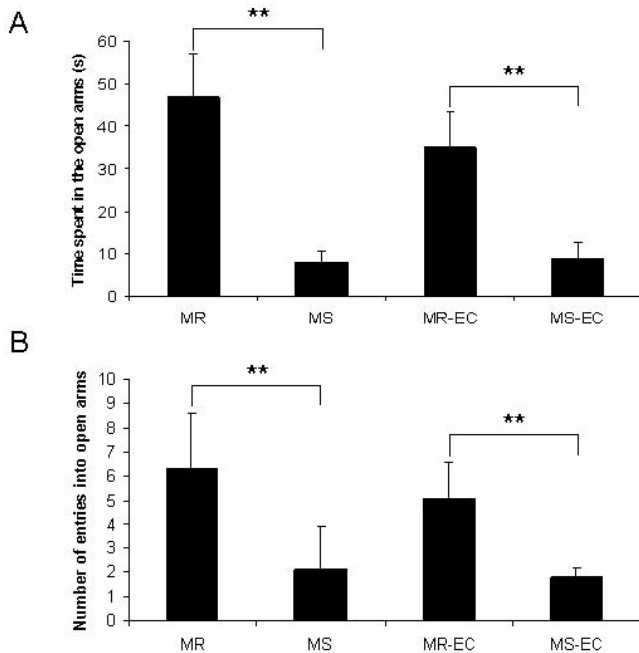 A
Time spent in the open arms (s)
60
50
40
30
20
10
0
**
**
MR
MS
MR-EC
MS-EC
B
Number of entries into open arms
10
9
8
7
6
5
4
3
2
1
0
**
**
MR
MS
MR-EC
MS-EC